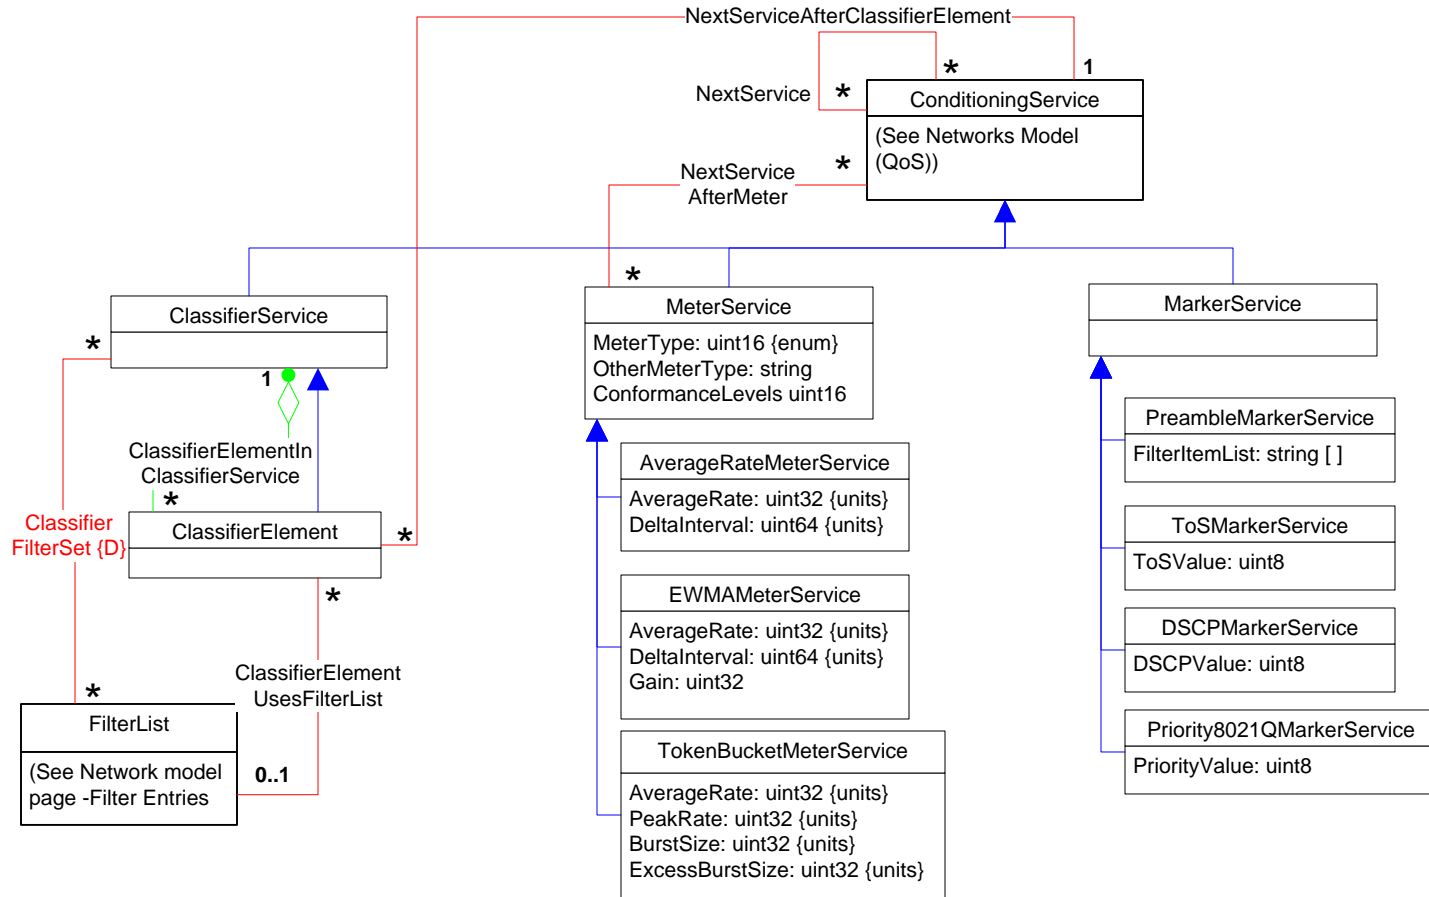 NextServiceAfterClassifierElement
*
1
NextService
*
ConditioningService
(See Networks Model
(QoS))
*
NextService
AfterMeter
*
ClassifierService
*
1
ClassifierElementIn
ClassifierService
*
Classifier
FilterSet {D}
ClassifierElement
*
*
ClassifierElement
UsesFilterList
*
FilterList
(See Network model
page -Filter Entries
0..1
MeterService
MeterType: uint16 {enum}
OtherMeterType: string
ConformanceLevels uint16
AverageRateMeterService
AverageRate: uint32 {units}
DeltaInterval: uint64 {units}
EWMAMeterService
AverageRate: uint32 {units}
DeltaInterval: uint64 {units}
Gain: uint32
TokenBucketMeterService
AverageRate: uint32 {units}
PeakRate: uint32 {units}
BurstSize: uint32 {units}
ExcessBurstSize: uint32 {units}
MarkerService
PreambleMarkerService
FilterItemList: string [ ]
ToSMarkerService
ToSValue: uint8
DSCPMarkerService
DSCPValue: uint8
Priority8021QMarkerService
PriorityValue: uint8